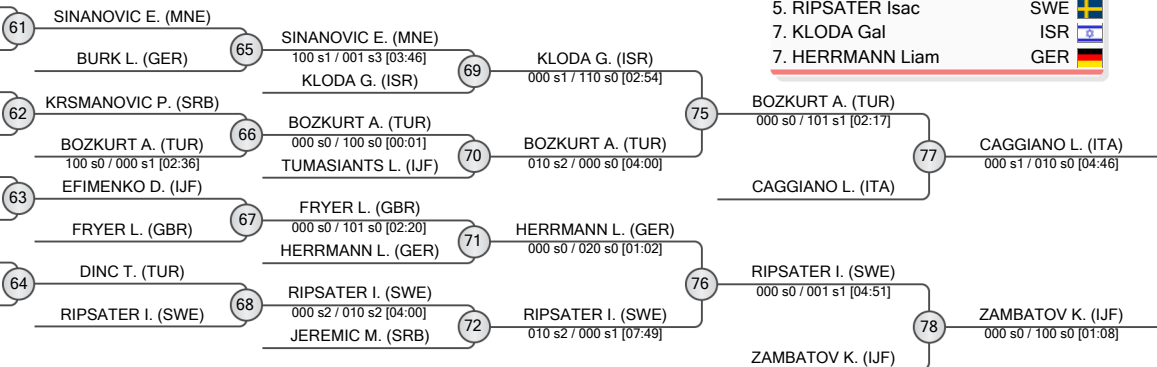 61
SINANOVIC E. (MNE)
BURK L. (GER)
62
KRSMANOVIC P. (SRB)
BOZKURT A. (TUR)
100 s0 / 000 s1 [02:36]
63
EFIMENKO D. (IJF)
FRYER L. (GBR)
64
DINC T. (TUR)
RIPSATER I. (SWE)
65
SINANOVIC E. (MNE)
100 s1 / 001 s3 [03:46]
KLODA G. (ISR)
66
BOZKURT A. (TUR)
000 s0 / 100 s0 [00:01]
TUMASIANTS L. (IJF)
67
FRYER L. (GBR)
000 s0 / 101 s0 [02:20]
HERRMANN L. (GER)
68
RIPSATER I. (SWE)
000 s2 / 010 s2 [04:00]
JEREMIC M. (SRB)
69
KLODA G. (ISR)
000 s1 / 110 s0 [02:54]
70
BOZKURT A. (TUR)
010 s2 / 000 s0 [04:00]
71
HERRMANN L. (GER)
000 s0 / 020 s0 [01:02]
72
RIPSATER I. (SWE)
010 s2 / 000 s1 [07:49]
75
BOZKURT A. (TUR)
000 s0 / 101 s1 [02:17]
CAGGIANO L. (ITA)
76
RIPSATER I. (SWE)
000 s0 / 001 s1 [04:51]
ZAMBATOV K. (IJF)
77
CAGGIANO L. (ITA)
000 s1 / 010 s0 [04:46]
78
ZAMBATOV K. (IJF)
000 s0 / 100 s0 [01:08]
5. RIPSATER Isac SWE
7. KLODA Gal ISR
7. HERRMANN Liam GER